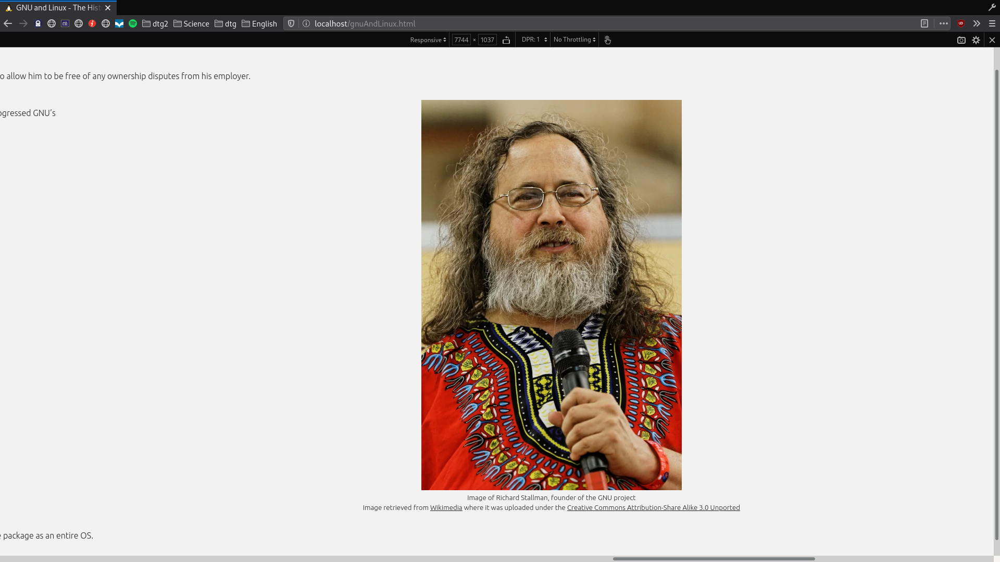 GNU and Linux - The Hist
dtg2 Science dtg English localhost/gnuAndLinux.html
Responsive 7744 × 1037 DPR: 1 No Throttling
o allow him to be free of any ownership disputes from his employer.
ogressed GNU’s
Image of Richard Stallman, founder of the GNU project
Image retrieved from Wikimedia where it was uploaded under the Creative Commons Attribution-Share Alike 3.0 Unported
e package as an entire OS.